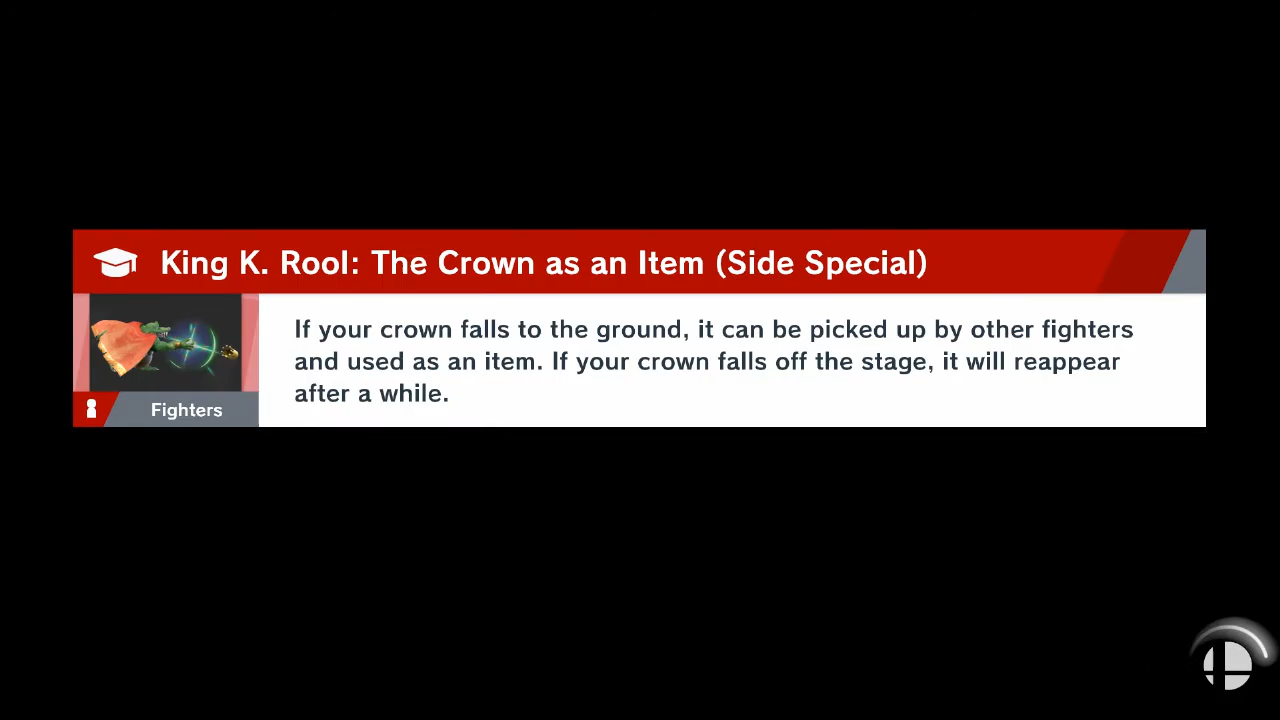 King K. Rool: The Crown as an Item (Side Special)
If your crown falls to the ground, it can be picked up by other fighters
and used as an item. If your crown falls off the stage, it will reappear
after a while.
Fighters